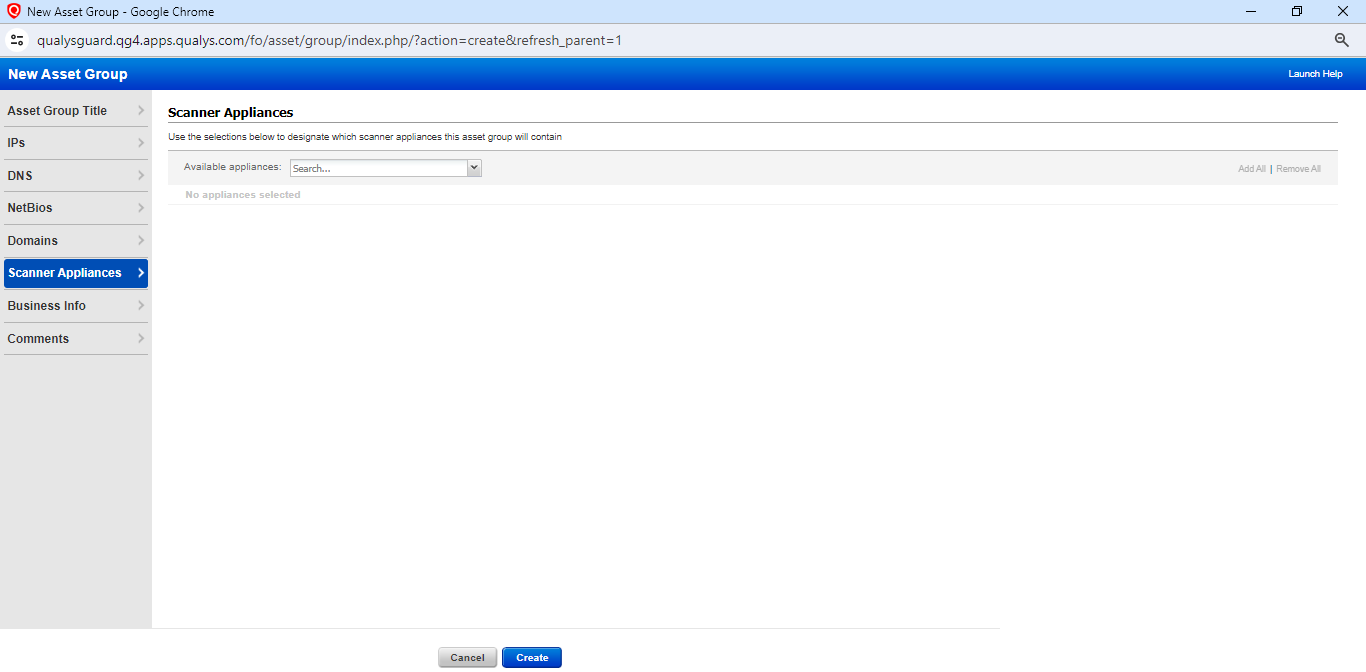 New Asset Group - Google Chrome
qualysguard.qg4.apps.qualys.com/fo/asset/group/index.php/?action=create&refresh_parent=1
New Asset Group
Launch Help
Asset Group Title
IPs
DNS
NetBios
Domains
Scanner Appliances
Business Info
Comments
Scanner Appliances
Use the selections below to designate which scanner appliances this asset group will contain
Available appliances: Search... Add All | Remove All
No appliances selected
Cancel Create